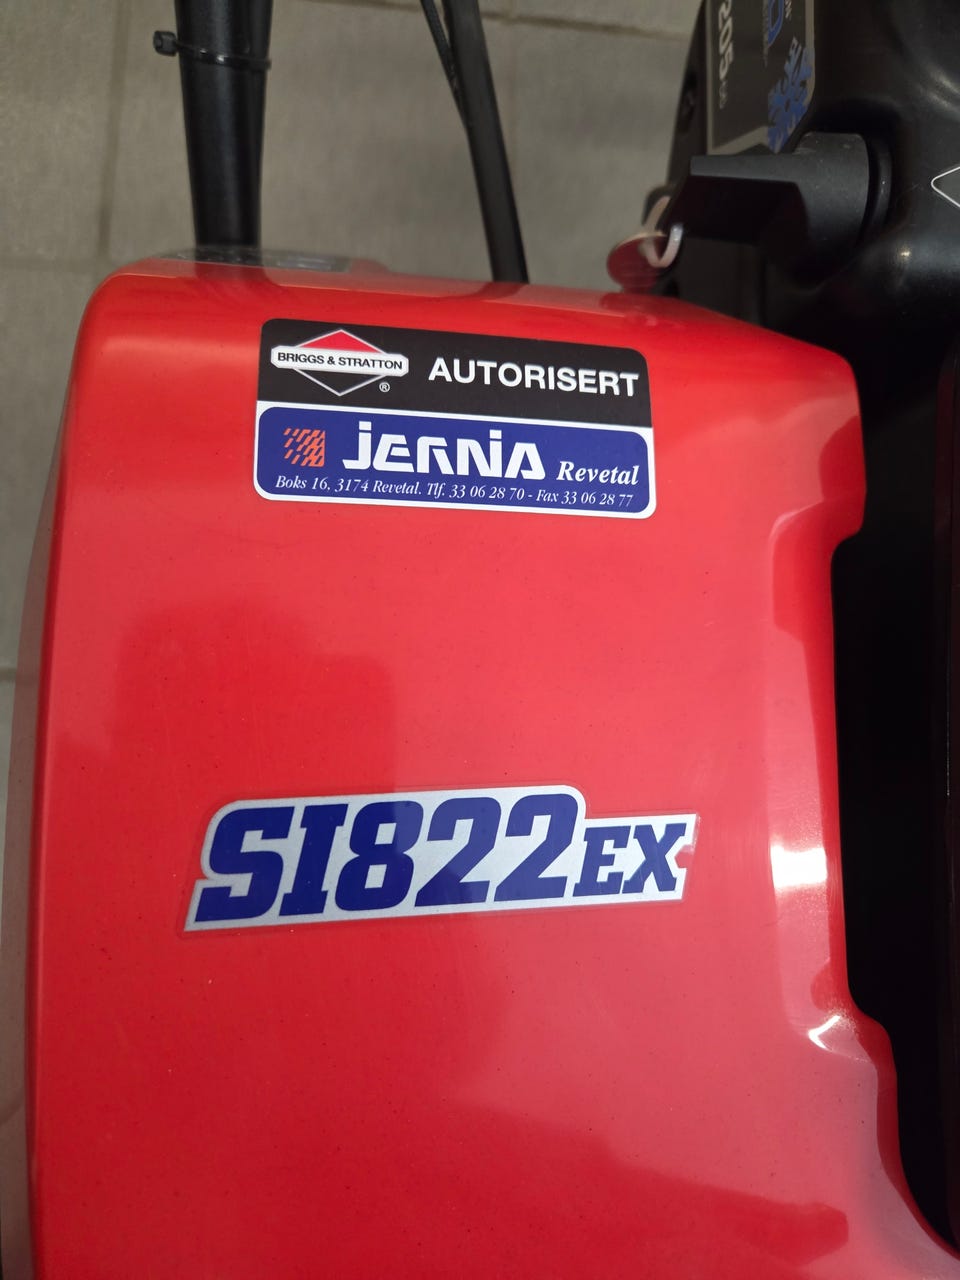 205cc
BRIGGS & STRATTON
®
AUTORISERT
JERNIA Revetal
Boks 16, 3174 Revetal. Tlf. 33 06 28 70 - Fax 33 06 28 77
SI822EX